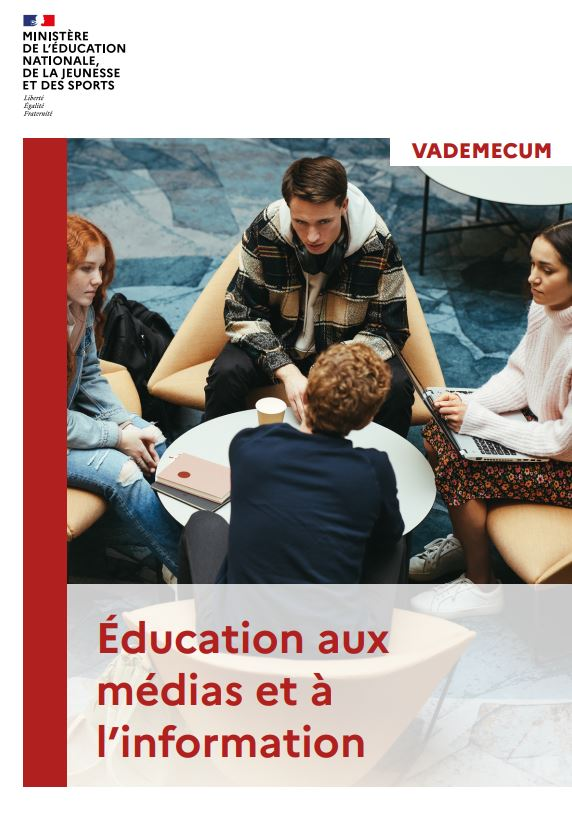 MINISTÈRE
DE L'ÉDUCATION
NATIONALE,
DE LA JEUNESSE
ET DES SPORTS
Liberté
Égalité
Fraternité
VADEMECUM
Éducation aux
médias et à
l'information